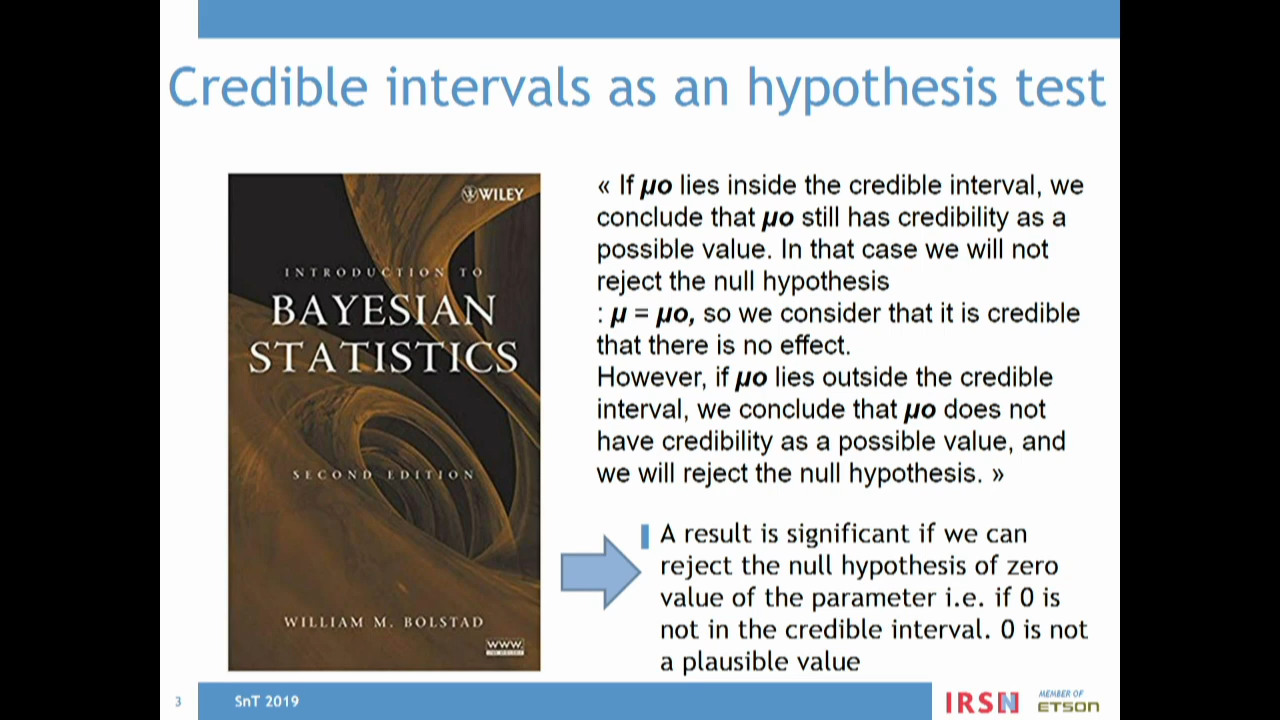 Credible intervals as an hypothesis test
WILEY
INTRODUCTION TO
BAYESIAN
STATISTICS
SECOND EDITION
WILLIAM M. BOLSTAD
WWW
« If μo lies inside the credible interval, we
conclude that μo still has credibility as a
possible value. In that case we will not
reject the null hypothesis
: μ = μo, so we consider that it is credible
that there is no effect.
However, if μo lies outside the credible
interval, we conclude that μo does not
have credibility as a possible value, and
we will reject the null hypothesis. »
A result is significant if we can
reject the null hypothesis of zero
value of the parameter i.e. if 0 is
not in the credible interval. 0 is not
a plausible value
3
SnT 2019
IRSN
MEMBER OF
ETSON